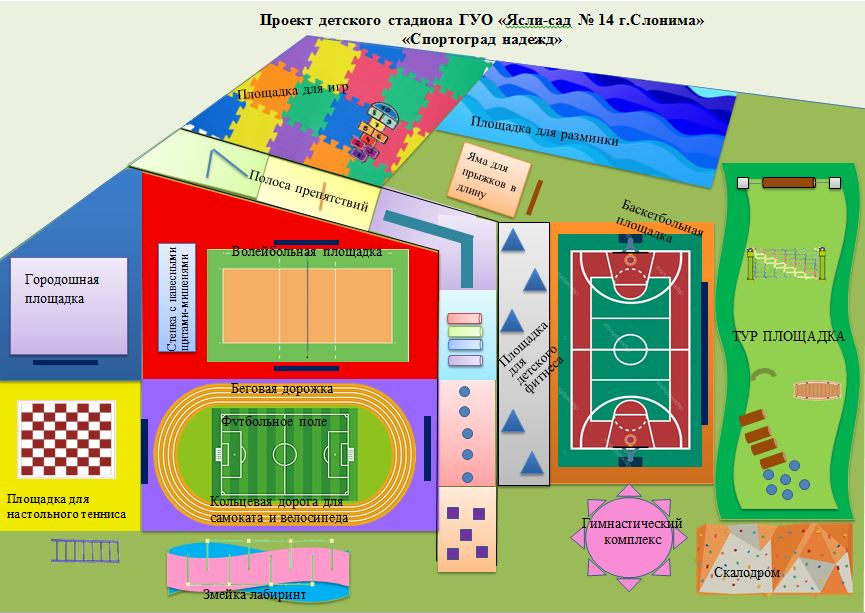 Проект детского стадиона ГУО «Ясли-сад № 14 г.Слонима»
«Спортоград надежд»
Площадка для игр
Площадка для разминки
Яма для
прыжков в
длину
Полоса препятствий
Баскетбольная
площадка
Городошная
площадка
Стенка с навесными
щитами-мишенями
Волейбольная площадка
Площадка
для
детского
фитнеса
ТУР ПЛОЩАДКА
Беговая дорожка
Футбольное поле
Кольцевая дорога для
самоката и велосипеда
Площадка для
настольного тенниса
Гимнастический
комплекс
Скалодром
Змейка лабиринт